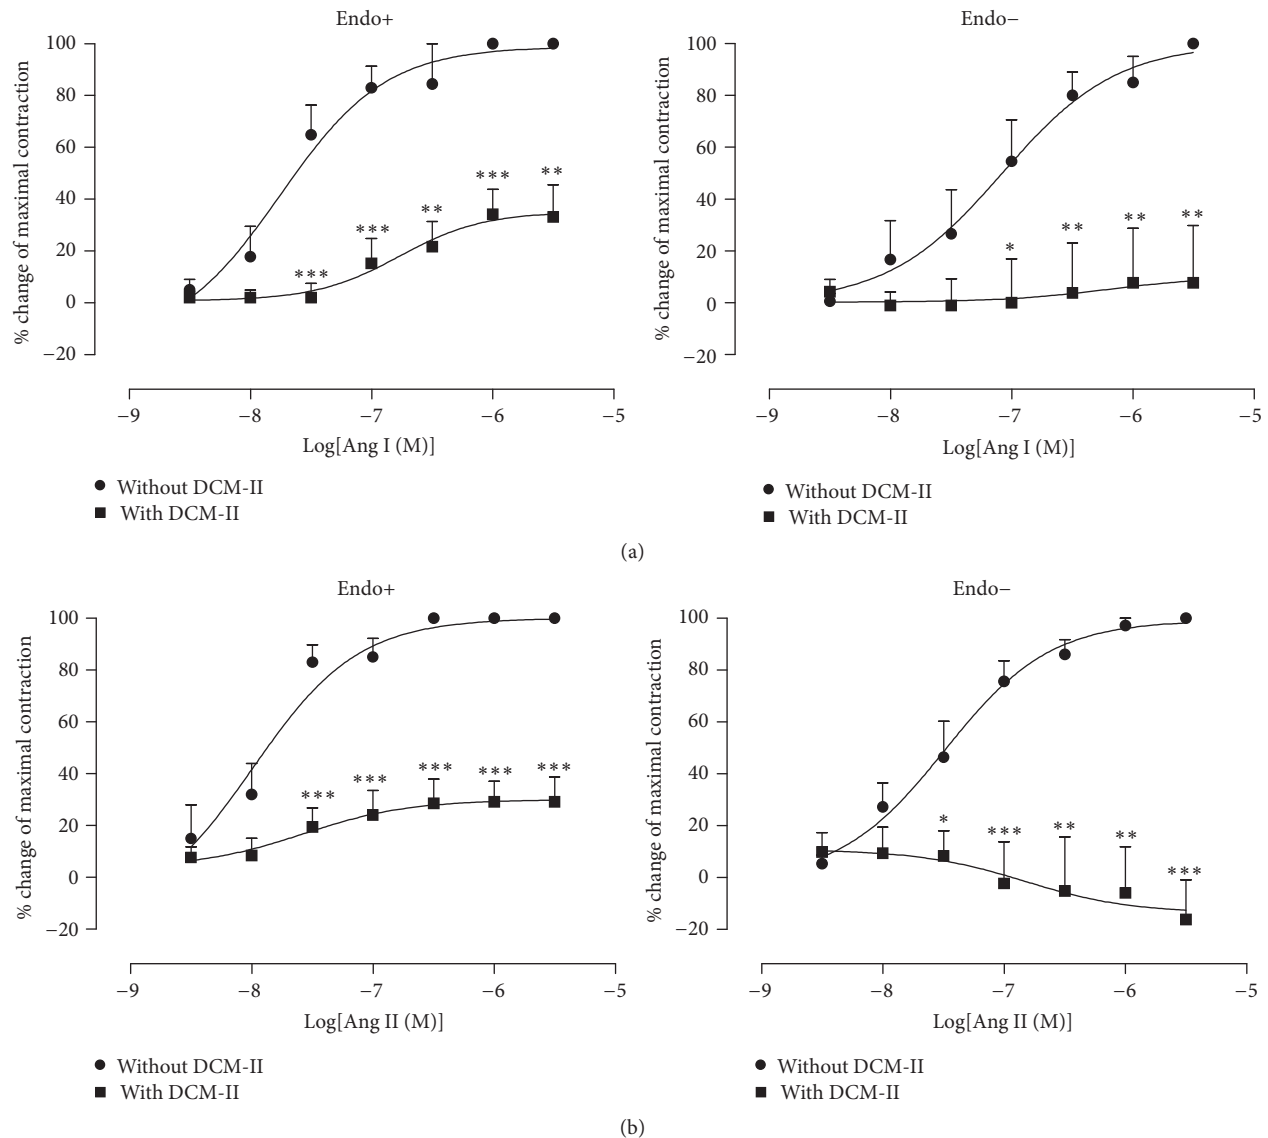 Endo+
100
80
60
40
20
0
−20
% change of maximal contraction
***
***
**
***
**
−9 −8 −7 −6 −5
Log[Ang I (M)]
Without DCM-II
With DCM-II
Endo−
100
80
60
40
20
0
−20
% change of maximal contraction
*
**
**
**
−9 −8 −7 −6 −5
Log[Ang I (M)]
Without DCM-II
With DCM-II
(a)
Endo+
100
80
60
40
20
0
−20
% change of maximal contraction
***
***
***
***
***
−9 −8 −7 −6 −5
Log[Ang II (M)]
Without DCM-II
With DCM-II
Endo−
100
80
60
40
20
0
−20
% change of maximal contraction
*
***
**
**
***
−9 −8 −7 −6 −5
Log[Ang II (M)]
Without DCM-II
With DCM-II
(b)